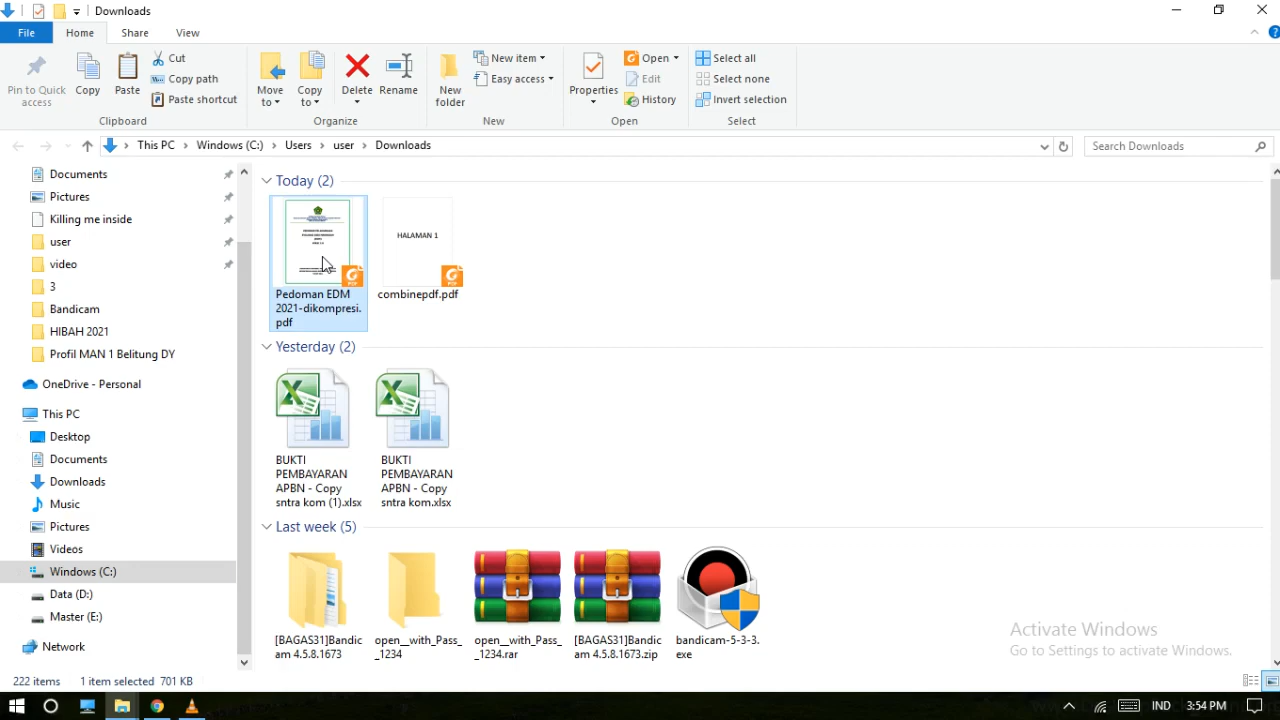 Downloads
File
Home
Share
View
Pin to Quick
access
Copy
Paste
Cut
Copy path
Paste shortcut
Clipboard
Move
to
Copy
to
Delete
Rename
Organize
New
folder
New item
Easy access
New
Properties
Open
Edit
History
Open
Select all
Select none
Invert selection
Select
This PC > Windows (C:) > Users > user > Downloads
Search Downloads
Documents
Pictures
Killing me inside
user
video
3
Bandicam
HIBAH 2021
Profil MAN 1 Belitung DY
OneDrive - Personal
This PC
Desktop
Documents
Downloads
Music
Pictures
Videos
Windows (C:)
Data (D:)
Master (E:)
Network
Today (2)
HALAMAN 1
PDF
PDF
Pedoman EDM
2021-dikompresi.
pdf
combinepdf.pdf
Yesterday (2)
BUKTI
PEMBAYARAN
APBN - Copy
sntra kom (1).xlsx
BUKTI
PEMBAYARAN
APBN - Copy
sntra kom.xlsx
Last week (5)
[BAGAS31]Bandic
am 4.5.8.1673
open__with_Pass_
_1234
open__with_Pass_
_1234.rar
[BAGAS31]Bandic
am 4.5.8.1673.zip
bandicam-5-3-3.
exe
Activate Windows
Go to Settings to activate Windows.
222 items
1 item selected 701 KB
IND
3:54 PM